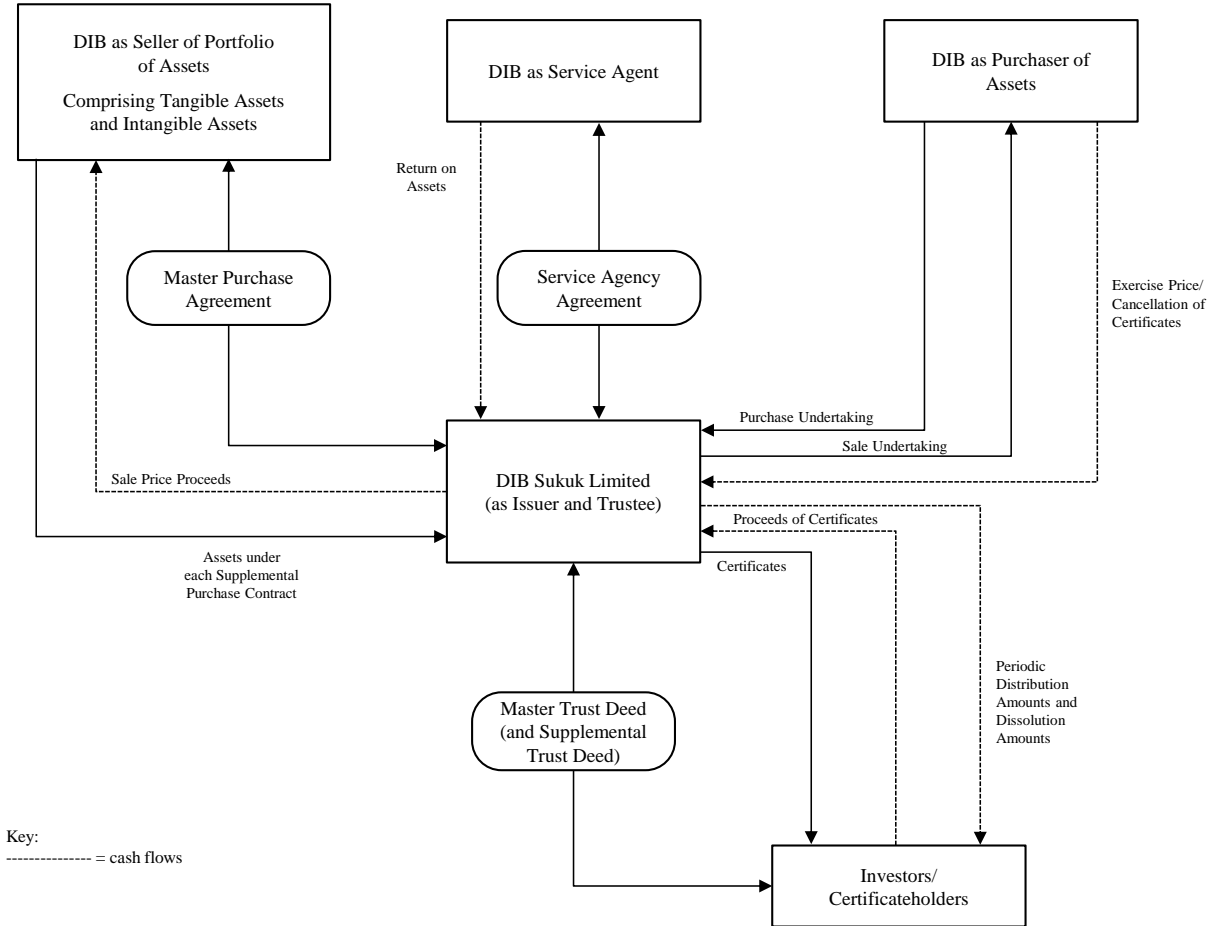 DIB as Seller of Portfolio
of Assets
Comprising Tangible Assets
and Intangible Assets
DIB as Service Agent
DIB as Purchaser of
Assets
Return on
Assets
Master Purchase
Agreement
Service Agency
Agreement
Exercise Price/
Cancellation of
Certificates
Purchase Undertaking
Sale Undertaking
Sale Price Proceeds
DIB Sukuk Limited
(as Issuer and Trustee)
Proceeds of Certificates
Certificates
Assets under
each Supplemental
Purchase Contract
Periodic
Distribution
Amounts and
Dissolution
Amounts
Master Trust Deed
(and Supplemental
Trust Deed)
Key:
--------------- = cash flows
Investors/
Certificateholders